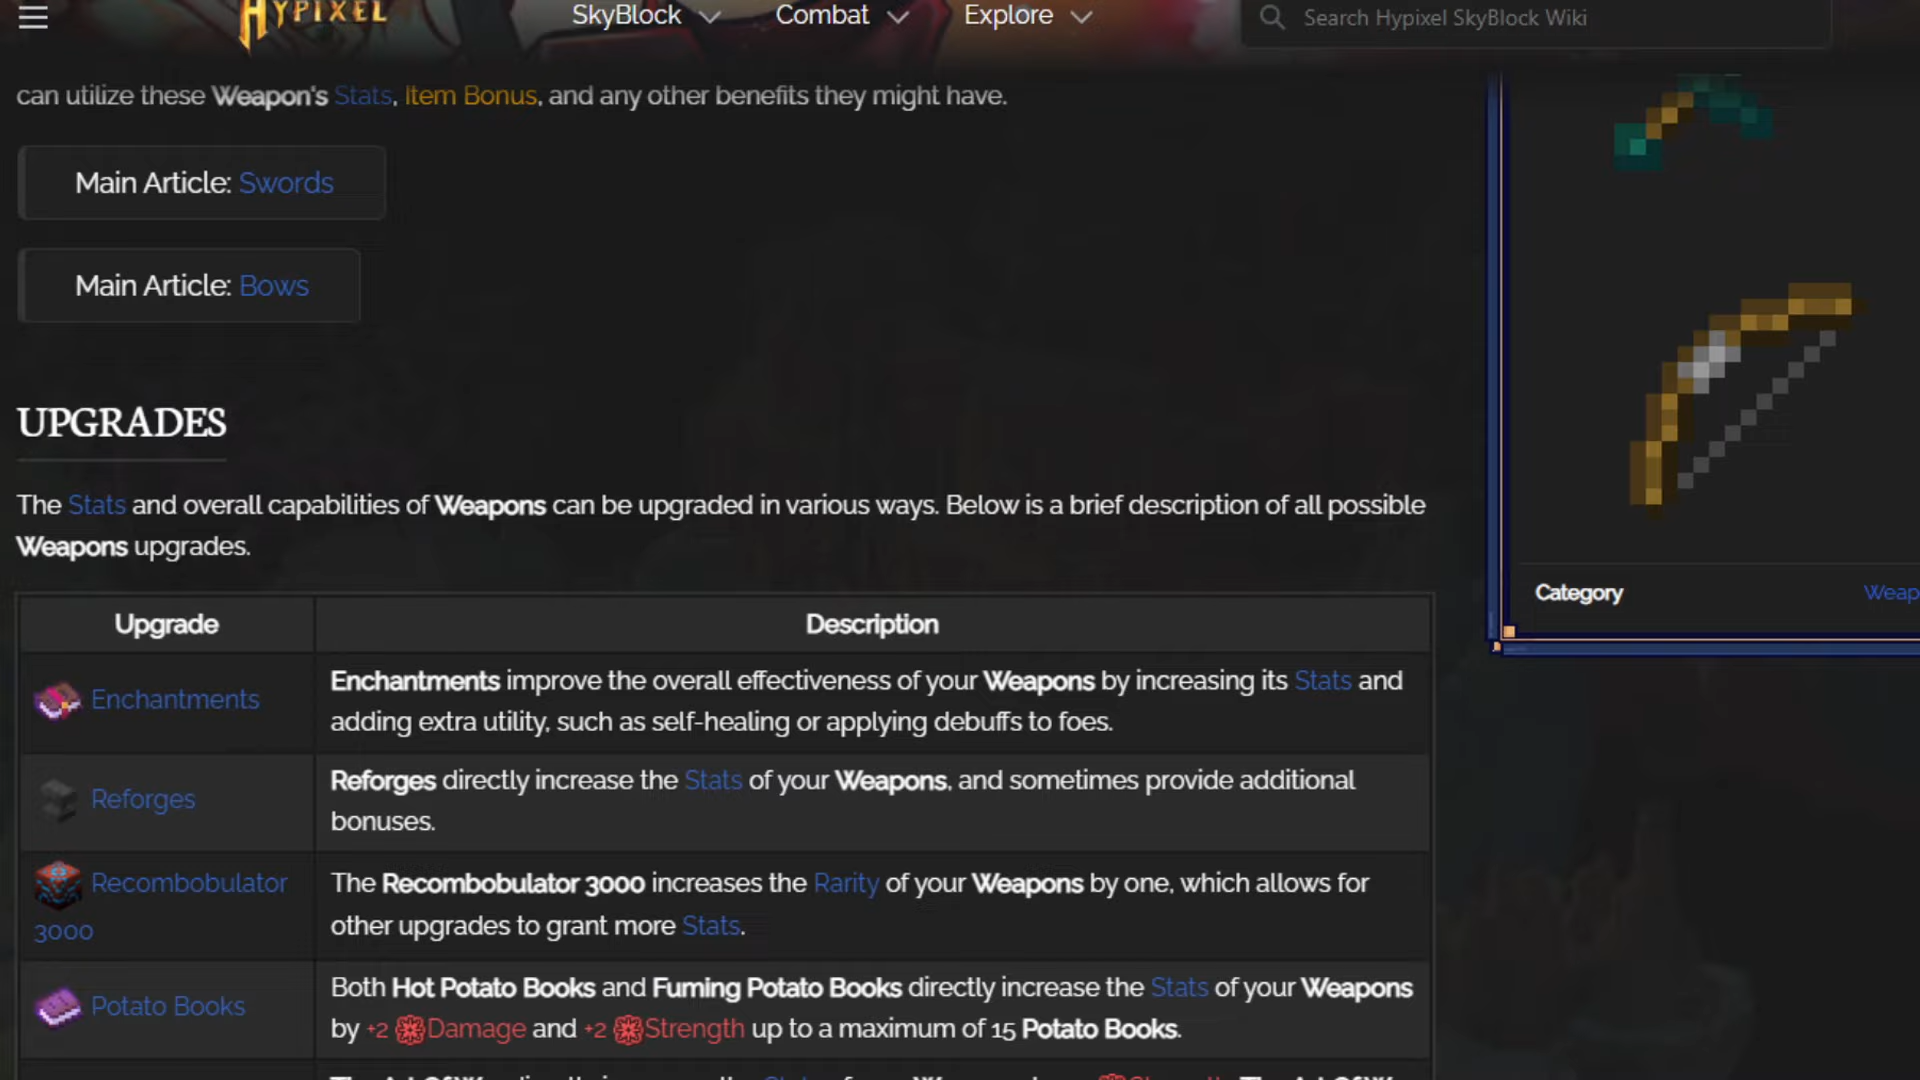 HYPIXEL
SkyBlock
Combat
Explore
Search Hypixel SkyBlock Wiki
can utilize these Weapon's Stats, Item Bonus, and any other benefits they might have.
Main Article: Swords
Main Article: Bows
UPGRADES
The Stats and overall capabilities of Weapons can be upgraded in various ways. Below is a brief description of all possible
Weapons upgrades.
Category
Weap
Upgrade
Description
Enchantments
Enchantments improve the overall effectiveness of your Weapons by increasing its Stats and
adding extra utility, such as self-healing or applying debuffs to foes.
Reforges
Reforges directly increase the Stats of your Weapons, and sometimes provide additional
bonuses.
Recombobulator
3000
The Recombobulator 3000 increases the Rarity of your Weapons by one, which allows for
other upgrades to grant more Stats.
Potato Books
Both Hot Potato Books and Fuming Potato Books directly increase the Stats of your Weapons
by +2 Damage and +2 Strength up to a maximum of 15 Potato Books.